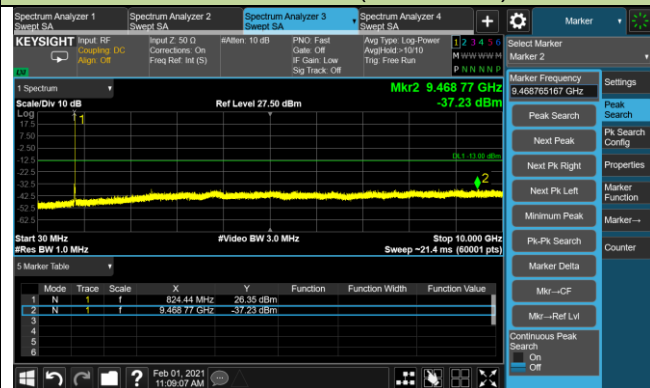 Spectrum Analyzer 1
Swept SA
Spectrum Analyzer 2
Swept SA
Spectrum Analyzer 3
Swept SA
Spectrum Analyzer 4
Swept SA
+
Marker
KEYSIGHT
Input: RF
Coupling: DC
Align: Off
Input Z: 50 Ω
Corrections: On
Freq Ref: Int (S)
#Atten: 10 dB
PNO: Fast
Gate: Off
IF Gain: Low
Sig Track: Off
Avg Type: Log-Power
Avg|Hold:>10/10
Trig: Free Run
1 2 3 4 5 6
M W W W W M
P N N N N P
LXI
Select Marker
Marker 2
1 Spectrum
Mkr2 9.468 77 GHz
Scale/Div 10 dB
Ref Level 27.50 dBm
-37.23 dBm
Log
17.5
7.50
-2.50
-12.5
-22.5
-32.5
-42.5
-52.5
-62.5
1
DL1 -13.00 dBm
2
Start 30 MHz
#Video BW 3.0 MHz
Stop 10.000 GHz
#Res BW 1.0 MHz
Sweep ~21.4 ms (60001 pts)
5 Marker Table
Mode Trace Scale X Y Function Function Width Function Value
1 N 1 f 824.44 MHz 26.35 dBm
2 N 1 f 9.468 77 GHz -37.23 dBm
3
4
5
6
Marker Frequency
9.468765167 GHz
Peak Search
Next Peak
Next Pk Right
Next Pk Left
Minimum Peak
Pk-Pk Search
Marker Delta
Mkr→CF
Mkr→Ref Lvl
Continuous Peak
Search
On
Off
Settings
Peak
Search
Pk Search
Config
Properties
Marker
Function
Marker→
Counter
?
Feb 01, 2021
11:09:07 AM